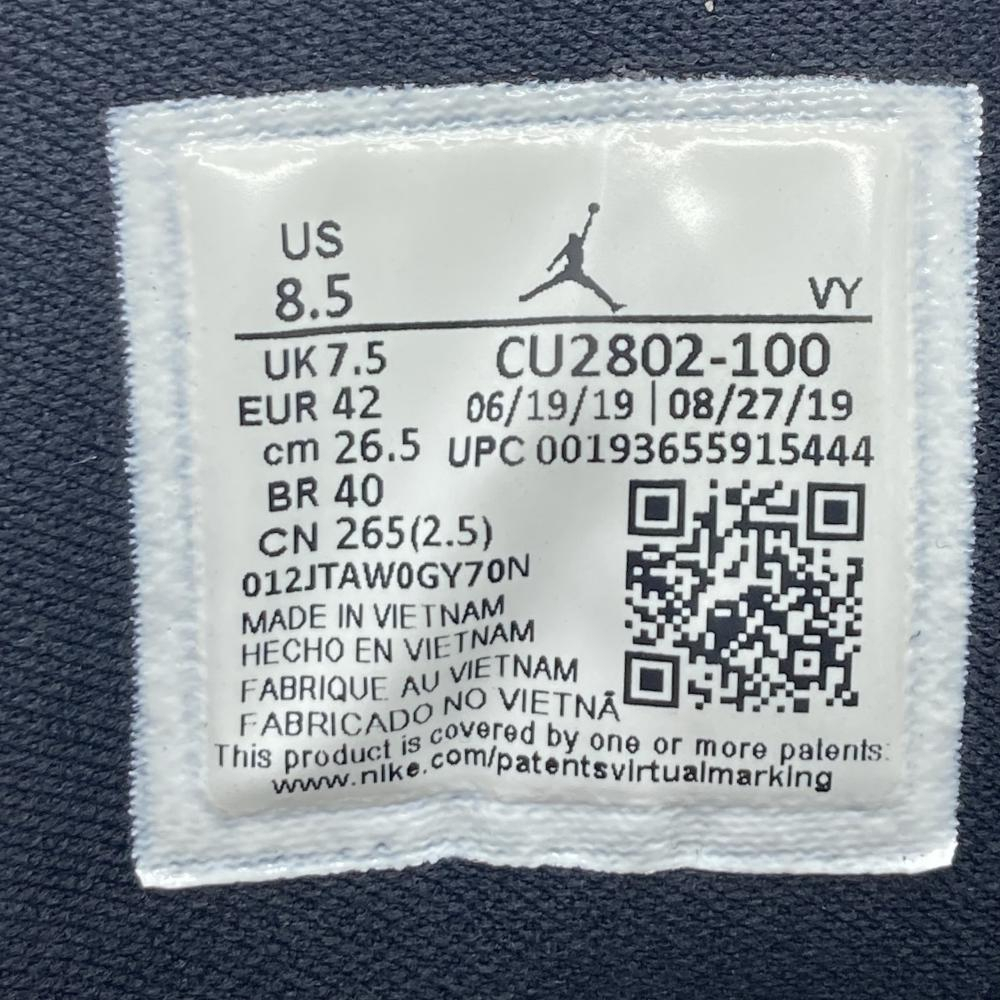 US
8.5
VY
UK 7.5
CU2802-100
EUR 42
06/19/19 | 08/27/19
cm 26.5
UPC 00193655915444
BR 40
CN 265(2.5)
012JTAW0GY70N
MADE IN VIETNAM
HECHO EN VIETNAM
FABRIQUE AU VIETNAM
FABRICADO NO VIETNÃ
This product is covered by one or more patents:
www.nike.com/patentsvirtualmarking